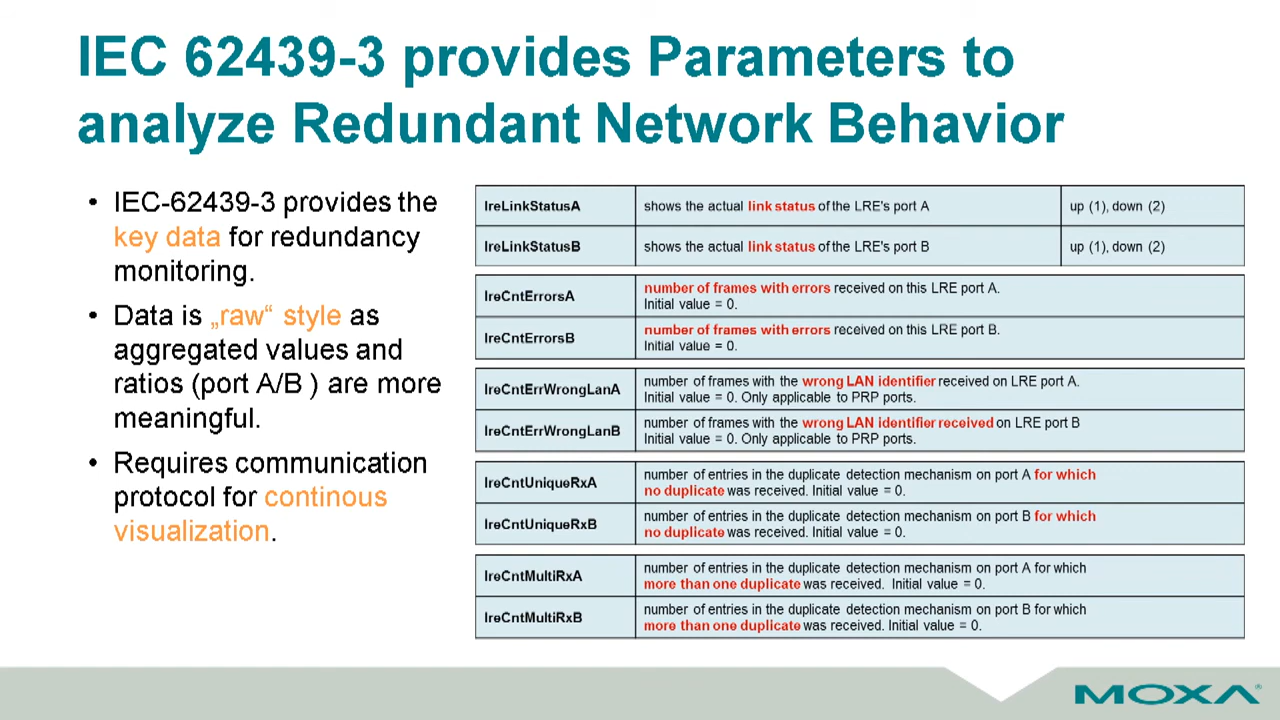 IEC 62439-3 provides Parameters to
analyze Redundant Network Behavior
• IEC-62439-3 provides the
key data for redundancy
monitoring.
• Data is „raw“ style as
aggregated values and
ratios (port A/B ) are more
meaningful.
• Requires communication
protocol for continous
visualization.
lreLinkStatusA shows the actual link status of the LRE's port A up (1), down (2)
lreLinkStatusB shows the actual link status of the LRE's port B up (1), down (2)
lreCntErrorsA number of frames with errors received on this LRE port A.
Initial value = 0.
lreCntErrorsB number of frames with errors received on this LRE port B.
Initial value = 0.
lreCntErrWrongLanA number of frames with the wrong LAN identifier received on LRE port A.
Initial value = 0. Only applicable to PRP ports.
lreCntErrWrongLanB number of frames with the wrong LAN identifier received on LRE port B
Initial value = 0. Only applicable to PRP ports.
lreCntUniqueRxA number of entries in the duplicate detection mechanism on port A for which
no duplicate was received. Initial value = 0.
lreCntUniqueRxB number of entries in the duplicate detection mechanism on port B for which
no duplicate was received. Initial value = 0.
lreCntMultiRxA number of entries in the duplicate detection mechanism on port A for which
more than one duplicate was received. Initial value = 0.
lreCntMultiRxB number of entries in the duplicate detection mechanism on port B for which
more than one duplicate was received. Initial value = 0.
MOXA®